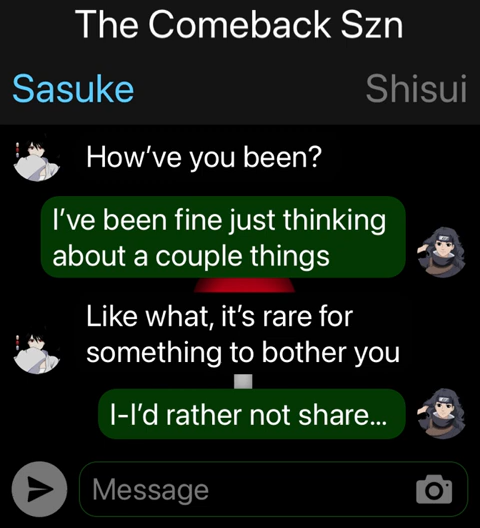 The Comeback Szn
Sasuke
Shisui
How've you been?
I've been fine just thinking
about a couple things
Like what, it's rare for
something to bother you
I-I'd rather not share...
Message